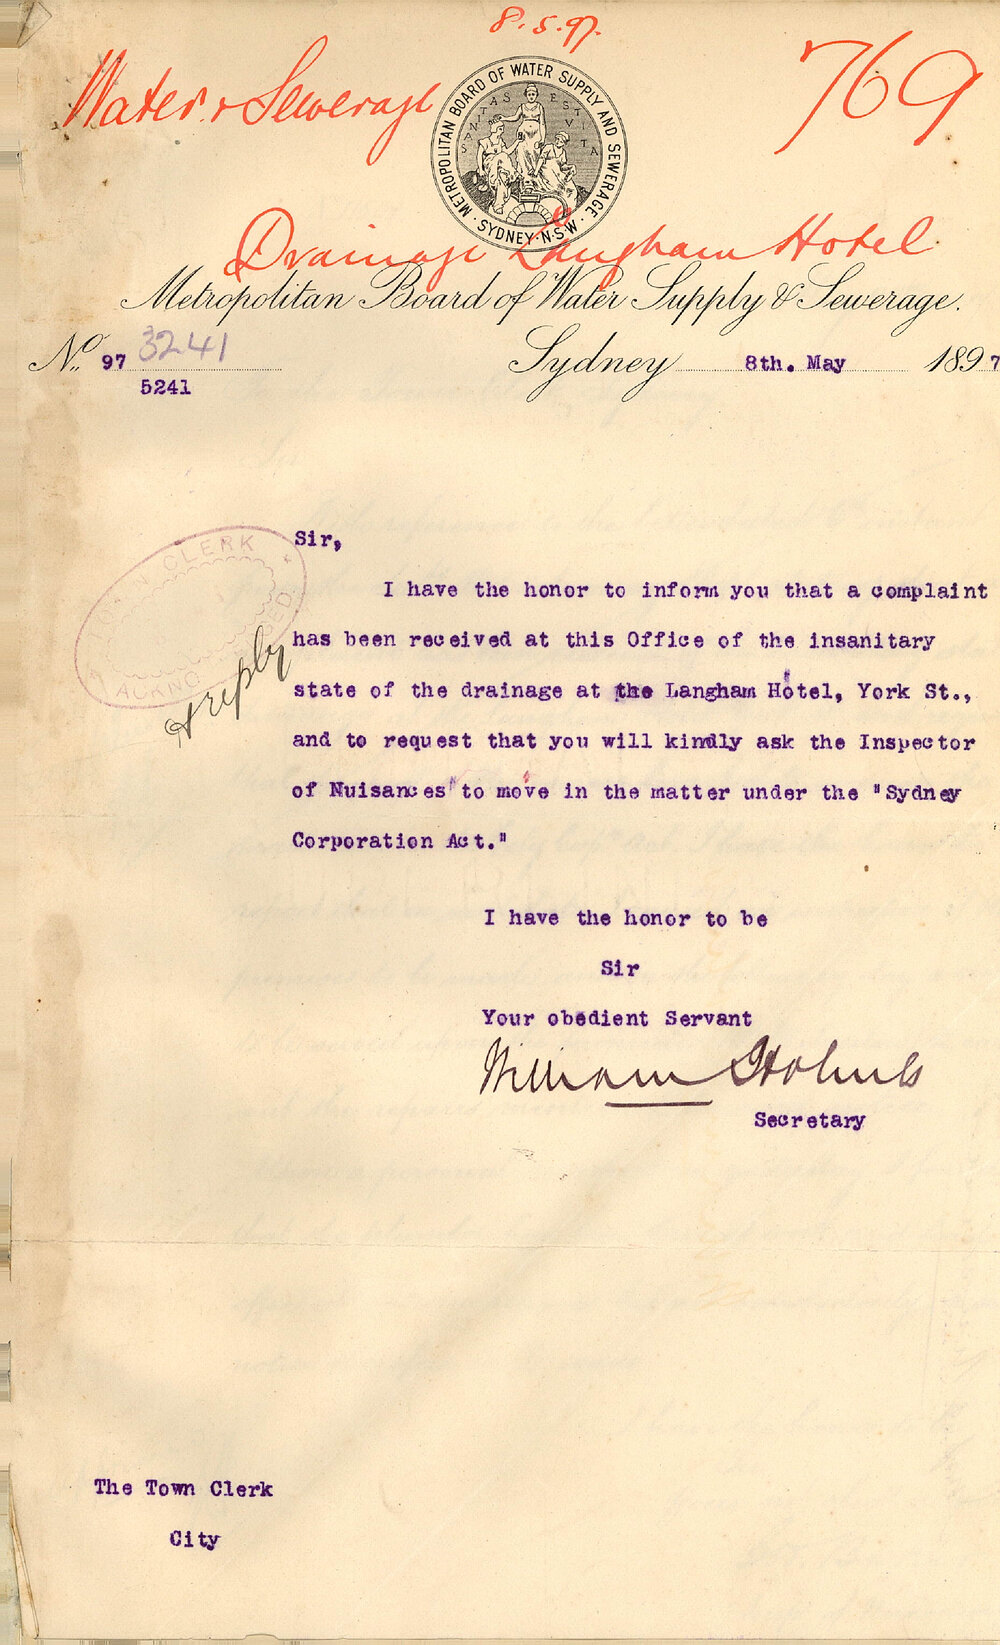 8.5.97.
Water & Sewerage
769
METROPOLITAN BOARD OF WATER SUPPLY AND SEWERAGE.
SANITAS EST VITA
SYDNEY·N·S·W·
Drainage Langham Hotel
Metropolitan Board of Water Supply & Sewerage.
No. 97 3241
5241
Sydney 8th. May 1897
TOWN CLERK
ACKNOWLEDGED
& reply
Sir,
I have the honor to inform you that a complaint
has been received at this Office of the insanitary
state of the drainage at the Langham Hotel, York St.,
and to request that you will kindly ask the Inspector
of Nuisances to move in the matter under the "Sydney
Corporation Act."
I have the honor to be
Sir
Your obedient Servant
William Holmes
Secretary
The Town Clerk
City